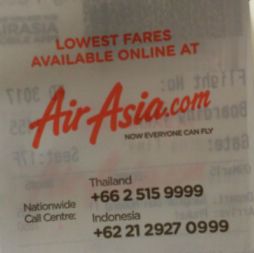 LOWEST FARES
AVAILABLE ONLINE AT
AirAsia.com
NOW EVERYONE CAN FLY
Thailand
Nationwide +66 2 515 9999
Call Centre: Indonesia
+62 21 2927 0999